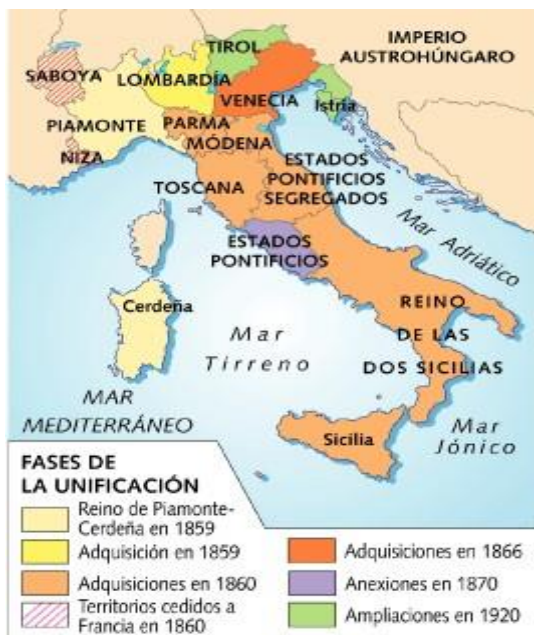 IMPERIO
AUSTROHÚNGARO
TIROL
SABOYA
LOMBARDÍA
VENECIA
Istria
PIAMONTE
PARMA
MÓDENA
NIZA
TOSCANA
ESTADOS
PONTIFICIOS
SEGREGADOS
Mar Adriático
ESTADOS
PONTIFICIOS
Cerdeña
REINO
DE LAS
DOS SICILIAS
Mar
Tirreno
MAR
MEDITERRÁNEO
Sicilia
Mar
Jónico
FASES DE
LA UNIFICACIÓN
Reino de Piamonte-
Cerdeña en 1859
Adquisición en 1859
Adquisiciones en 1860
Territorios cedidos a
Francia en 1860
Adquisiciones en 1866
Anexiones en 1870
Ampliaciones en 1920